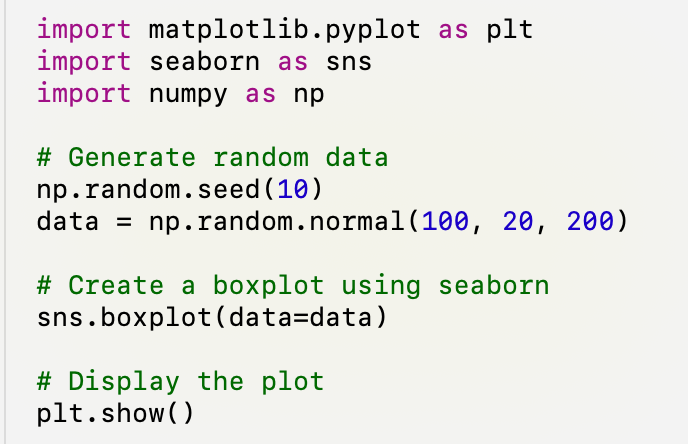 import matplotlib.pyplot as plt
import seaborn as sns
import numpy as np
# Generate random data
np.random.seed(10)
data = np.random.normal(100, 20, 200)
# Create a boxplot using seaborn
sns.boxplot(data=data)
# Display the plot
plt.show()